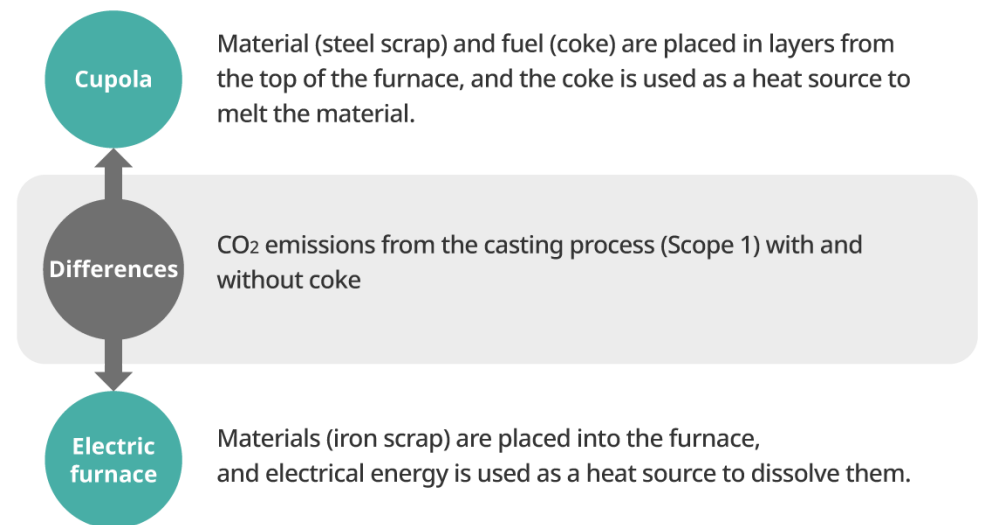 Cupola
Material (steel scrap) and fuel (coke) are placed in layers from
the top of the furnace, and the coke is used as a heat source to
melt the material.
Differences
CO2 emissions from the casting process (Scope 1) with and
without coke
Electric
furnace
Materials (iron scrap) are placed into the furnace,
and electrical energy is used as a heat source to dissolve them.